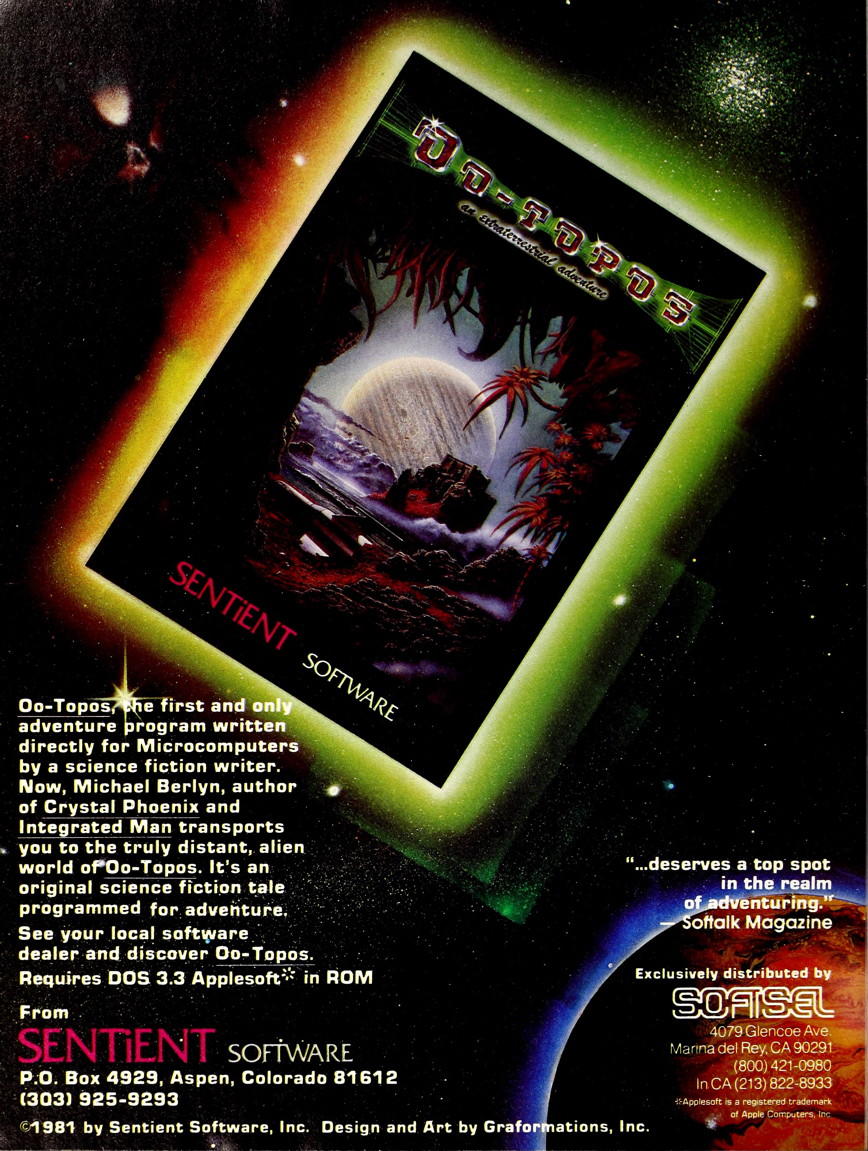 Oo-TOPOS
an extraterrestrial adventure
SENTiENT SOFTWARE
Oo-Topos, the first and only
adventure program written
directly for Microcomputers
by a science fiction writer.
Now, Michael Berlyn, author
of Crystal Phoenix and
Integrated Man transports
you to the truly distant, alien
world of Oo-Topos. It's an
original science fiction tale
programmed for adventure.
See your local software
dealer and discover Oo-Topos.
Requires DOS 3.3 Applesoft* in ROM
From
SENTiENT SOFTWARE
P.O. Box 4929, Aspen, Colorado 81612
(303) 925-9293
©1981 by Sentient Software, Inc. Design and Art by Graformations, Inc.
"...deserves a top spot
in the realm
of adventuring."
— Softalk Magazine
Exclusively distributed by
SOFTSEL
4079 Glencoe Ave.
Marina del Rey, CA 90291
(800) 421-0980
In CA (213) 822-8933
*Applesoft is a registered trademark
of Apple Computers, Inc.